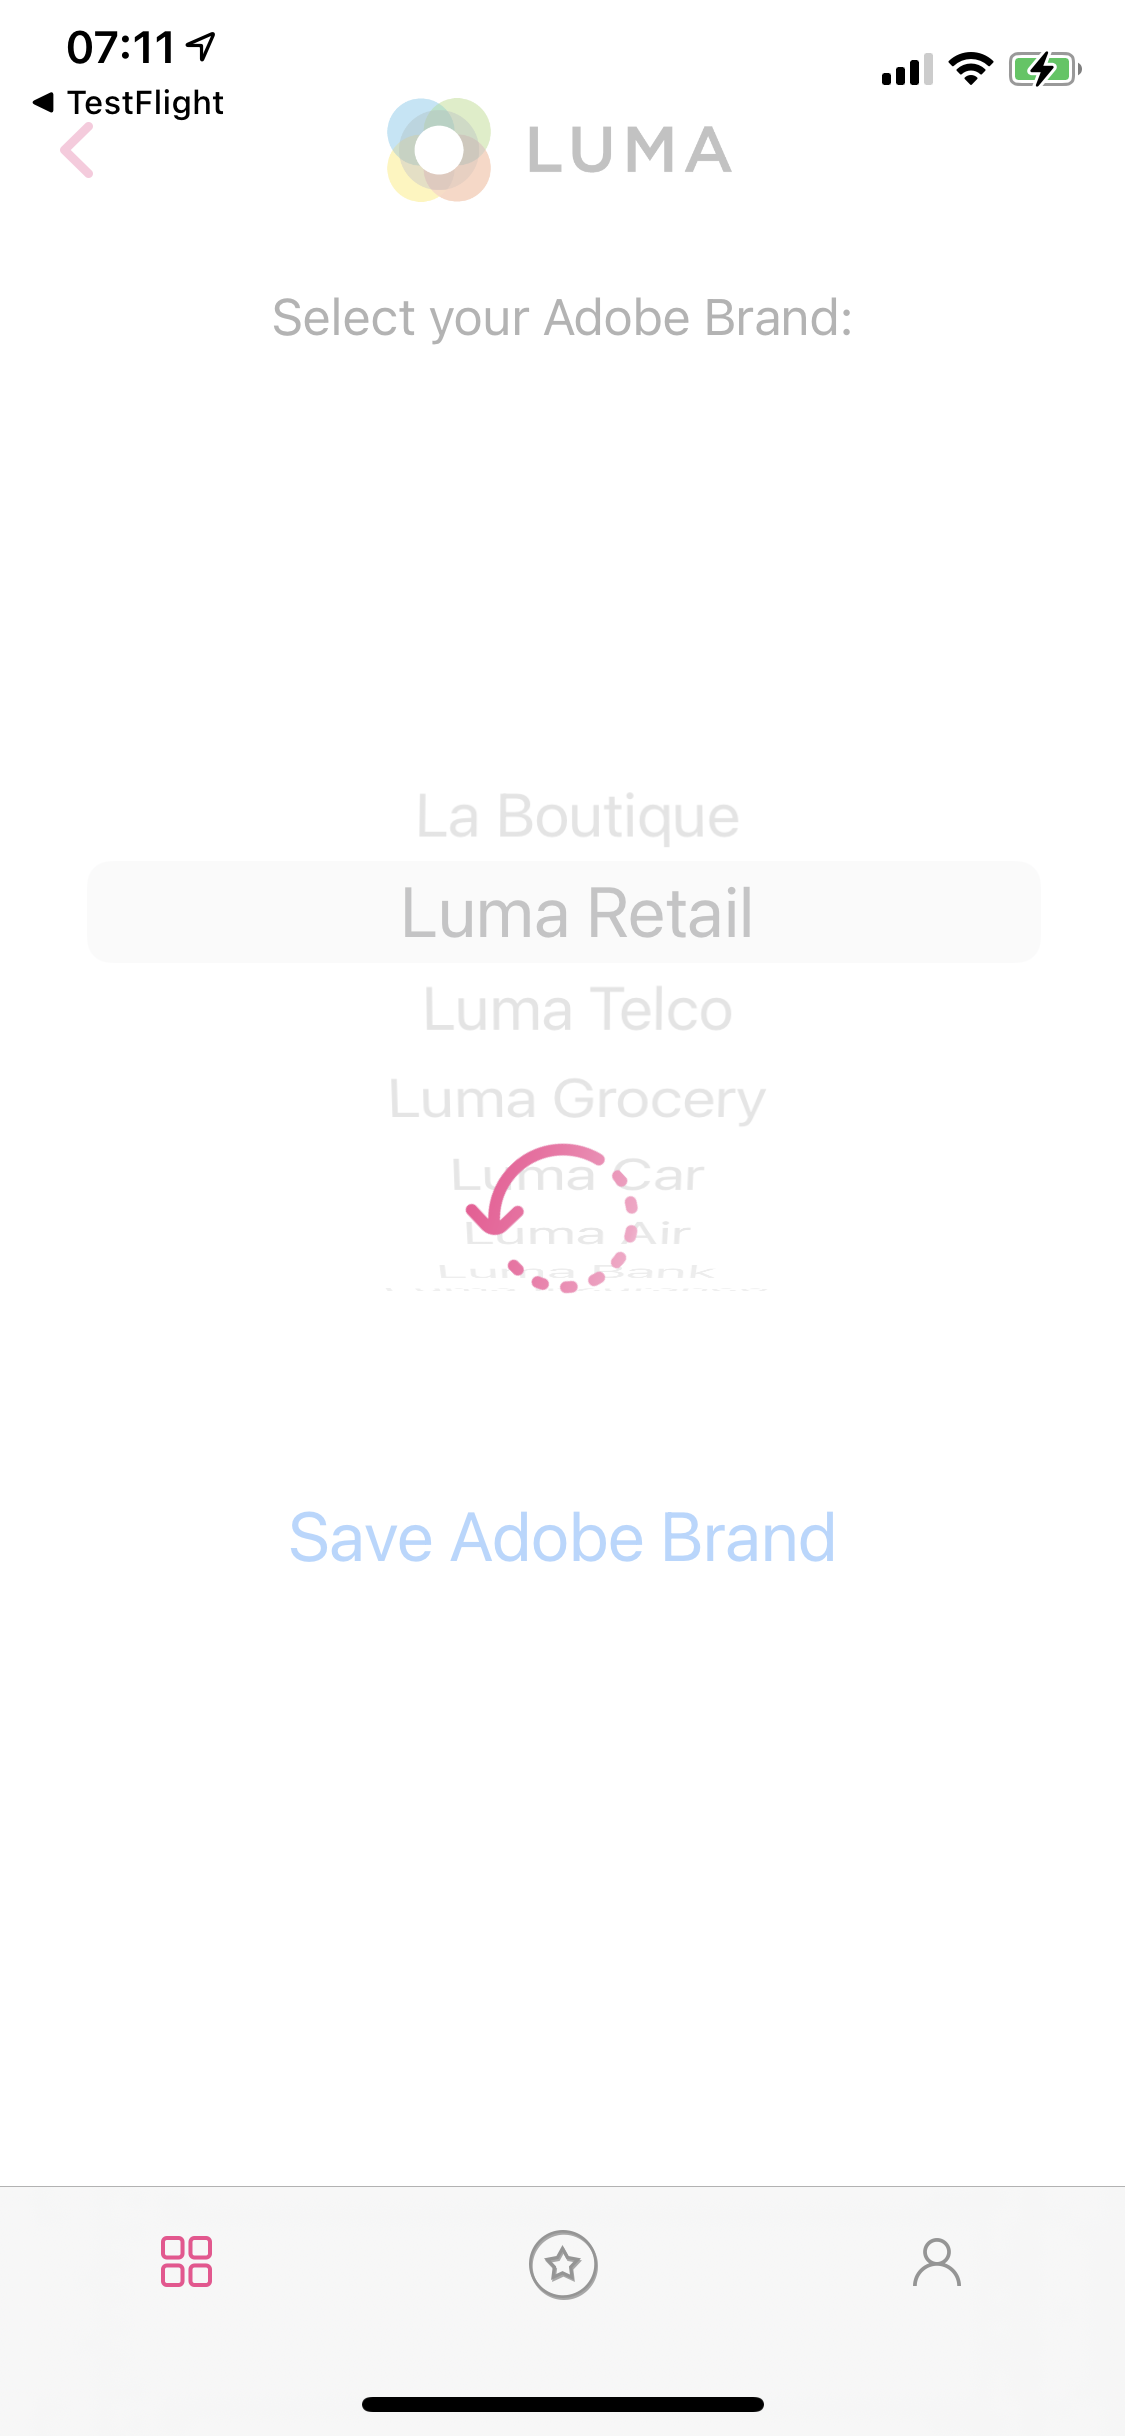 07:11
TestFlight
LUMA
Select your Adobe Brand:
La Boutique
Luma Retail
Luma Telco
Luma Grocery
Luma Car
Luma Air
Luma Bank
Luma
Save Adobe Brand